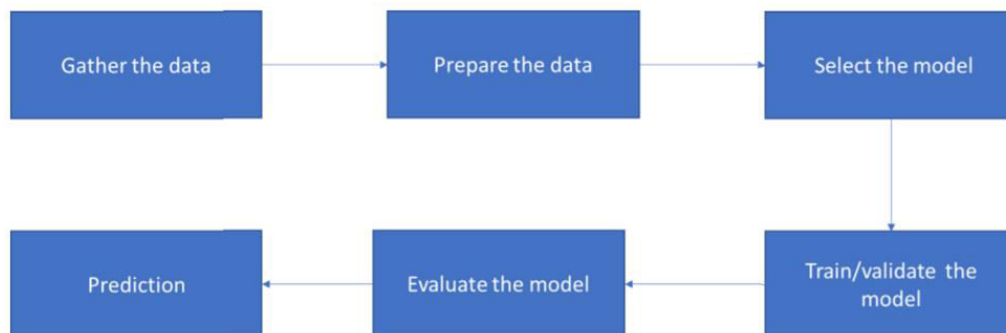 Gather the data
Prepare the data
Select the model
Train/validate the
model
Evaluate the model
Prediction